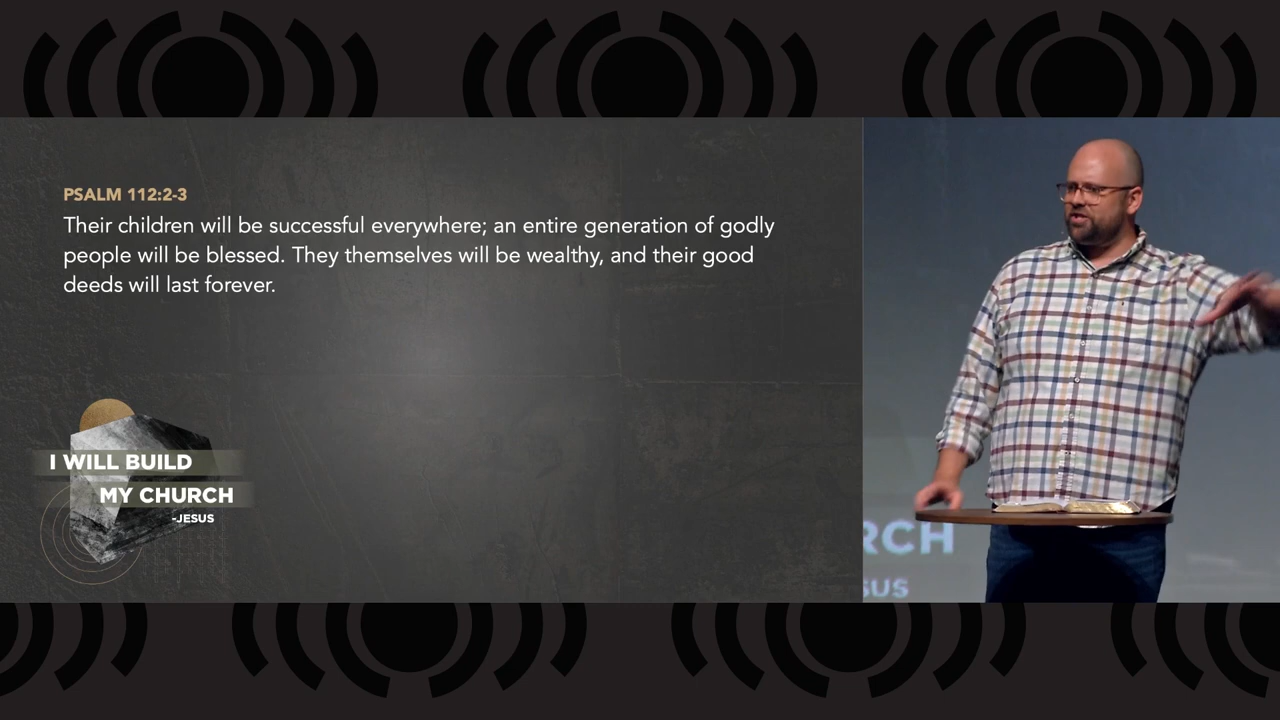 PSALM 112:2-3
Their children will be successful everywhere; an entire generation of godly
people will be blessed. They themselves will be wealthy, and their good
deeds will last forever.
I WILL BUILD
MY CHURCH
-JESUS
RCH
SUS